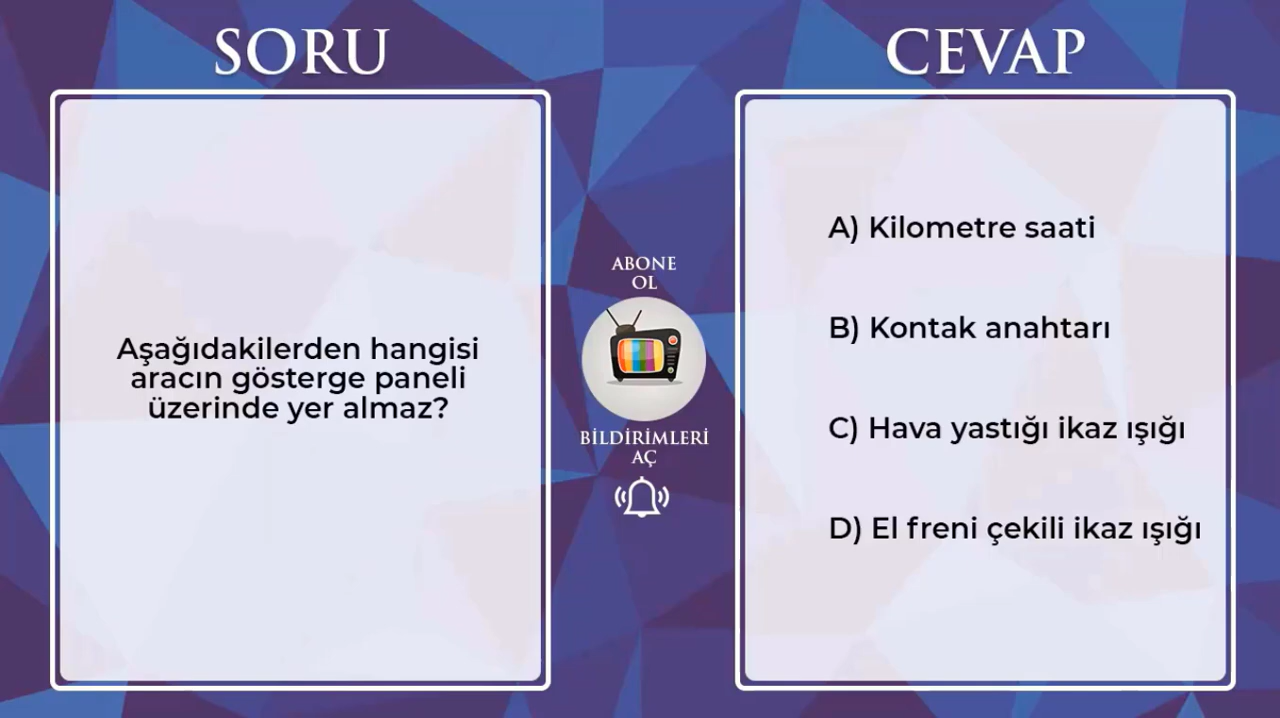 SORU
CEVAP
Aşağıdakilerden hangisi
aracın gösterge paneli
üzerinde yer almaz?
ABONE
OL
BİLDİRİMLERİ
AÇ
A) Kilometre saati
B) Kontak anahtarı
C) Hava yastığı ikaz ışığı
D) El freni çekili ikaz ışığı